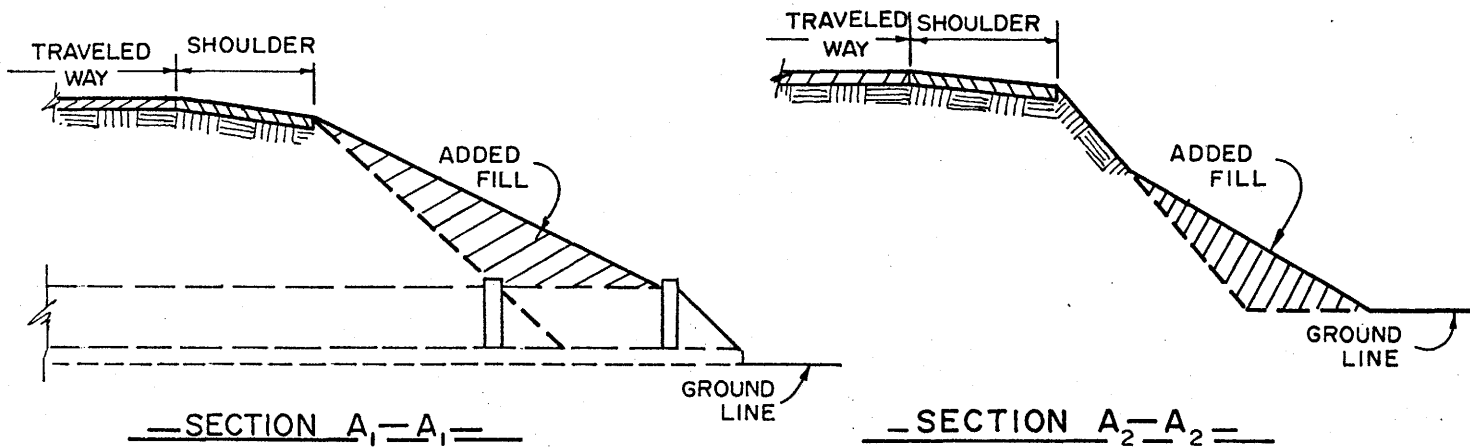 TRAVELED
WAY
SHOULDER
ADDED
FILL
GROUND
LINE
SECTION A₁—A₁
TRAVELED
WAY
SHOULDER
ADDED
FILL
GROUND
LINE
SECTION A₂—A₂